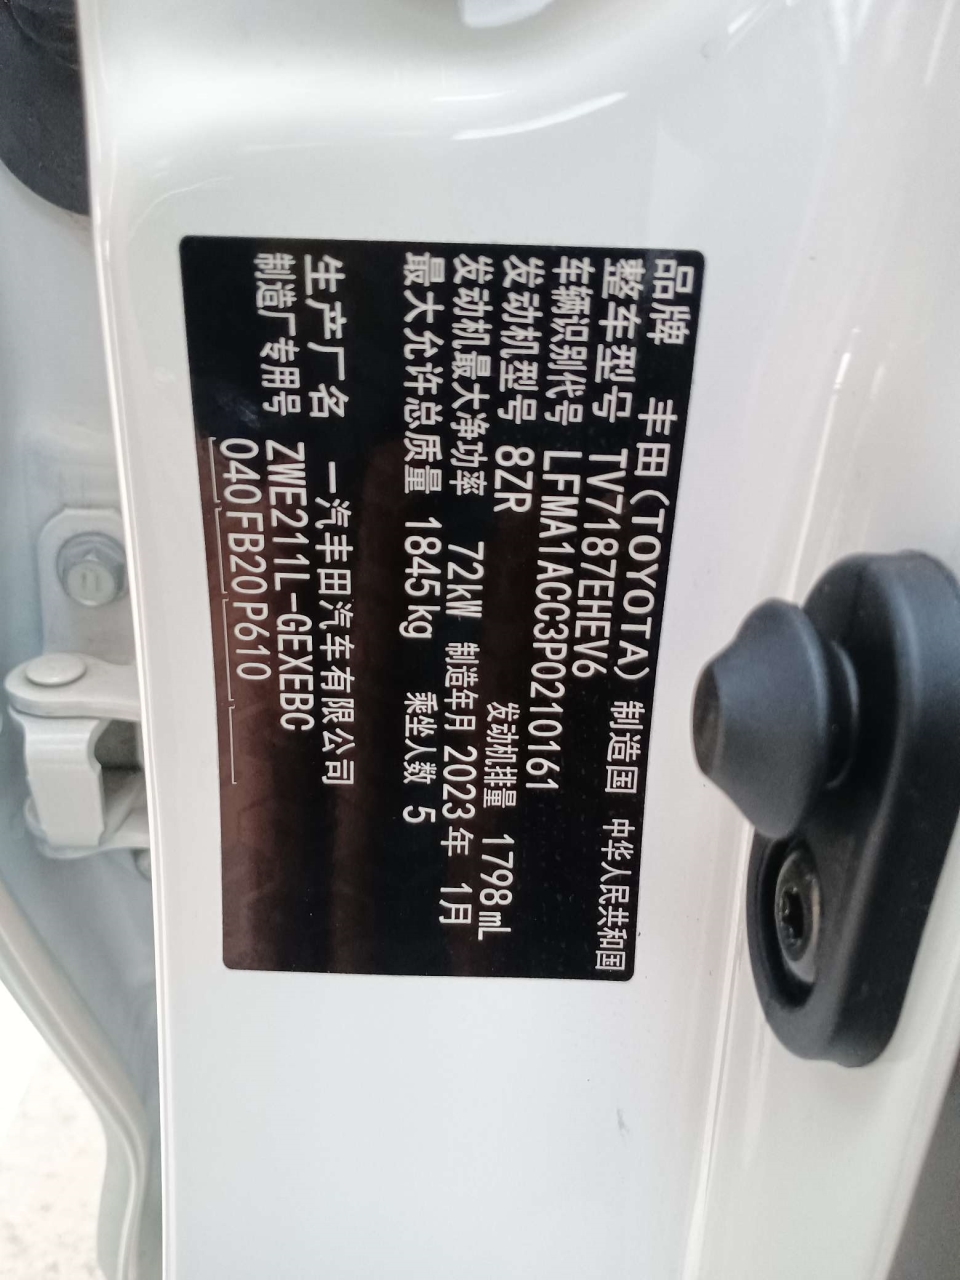 品牌 丰田(TOYOTA) 制造国 中华人民共和国
整车型号 TV7187EHEV6
车辆识别代号 LFMA1ACC3P0210161
发动机型号 8ZR 发动机排量 1798mL
发动机最大净功率 72kW 制造年月 2023年 1月
最大允许总质量 1845kg 乘坐人数 5
生产厂名 一汽丰田汽车有限公司
制造厂专用号 ZWE211L-GEXEBC
040FB20P610